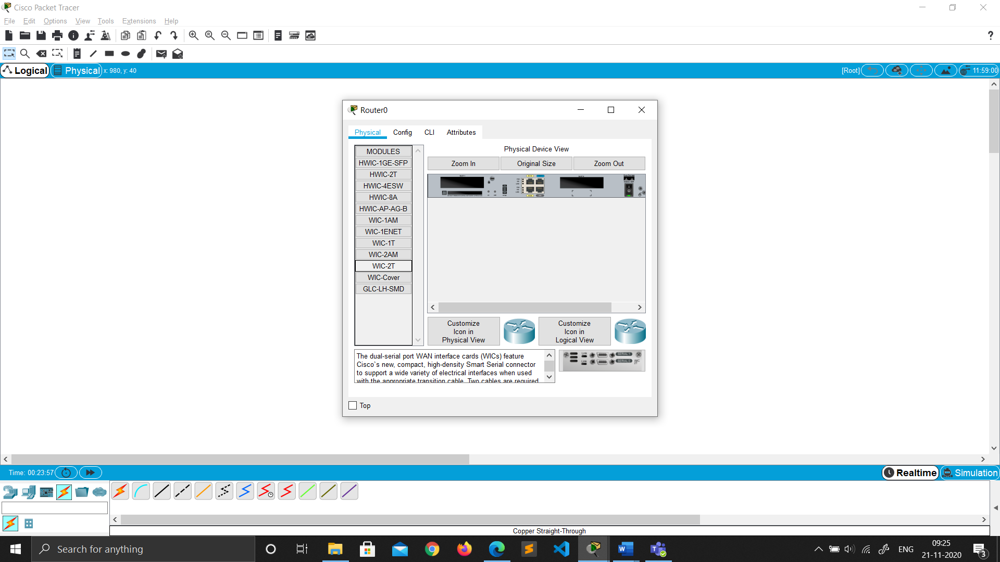 Cisco Packet Tracer
File Edit Options View Tools Extensions Help
?
Logical Physical x: 980, y: 40 [Root] 11:59:00
Router0
Physical Config CLI Attributes
MODULES
HWIC-1GE-SFP
HWIC-2T
HWIC-4ESW
HWIC-8A
HWIC-AP-AG-B
WIC-1AM
WIC-1ENET
WIC-1T
WIC-2AM
WIC-2T
WIC-Cover
GLC-LH-SMD
Physical Device View
Zoom In Original Size Zoom Out
Customize
Icon in
Physical View
Customize
Icon in
Logical View
The dual-serial port WAN interface cards (WICs) feature
Cisco`s new, compact, high-density Smart Serial connector
to support a wide variety of electrical interfaces when used
with the appropriate transition cable. Two cables are required
SERIAL 1
SERIAL 0
Top
Time: 00:23:57 Realtime Simulation
Copper Straight-Through
Search for anything
ENG
09:25
21-11-2020
3